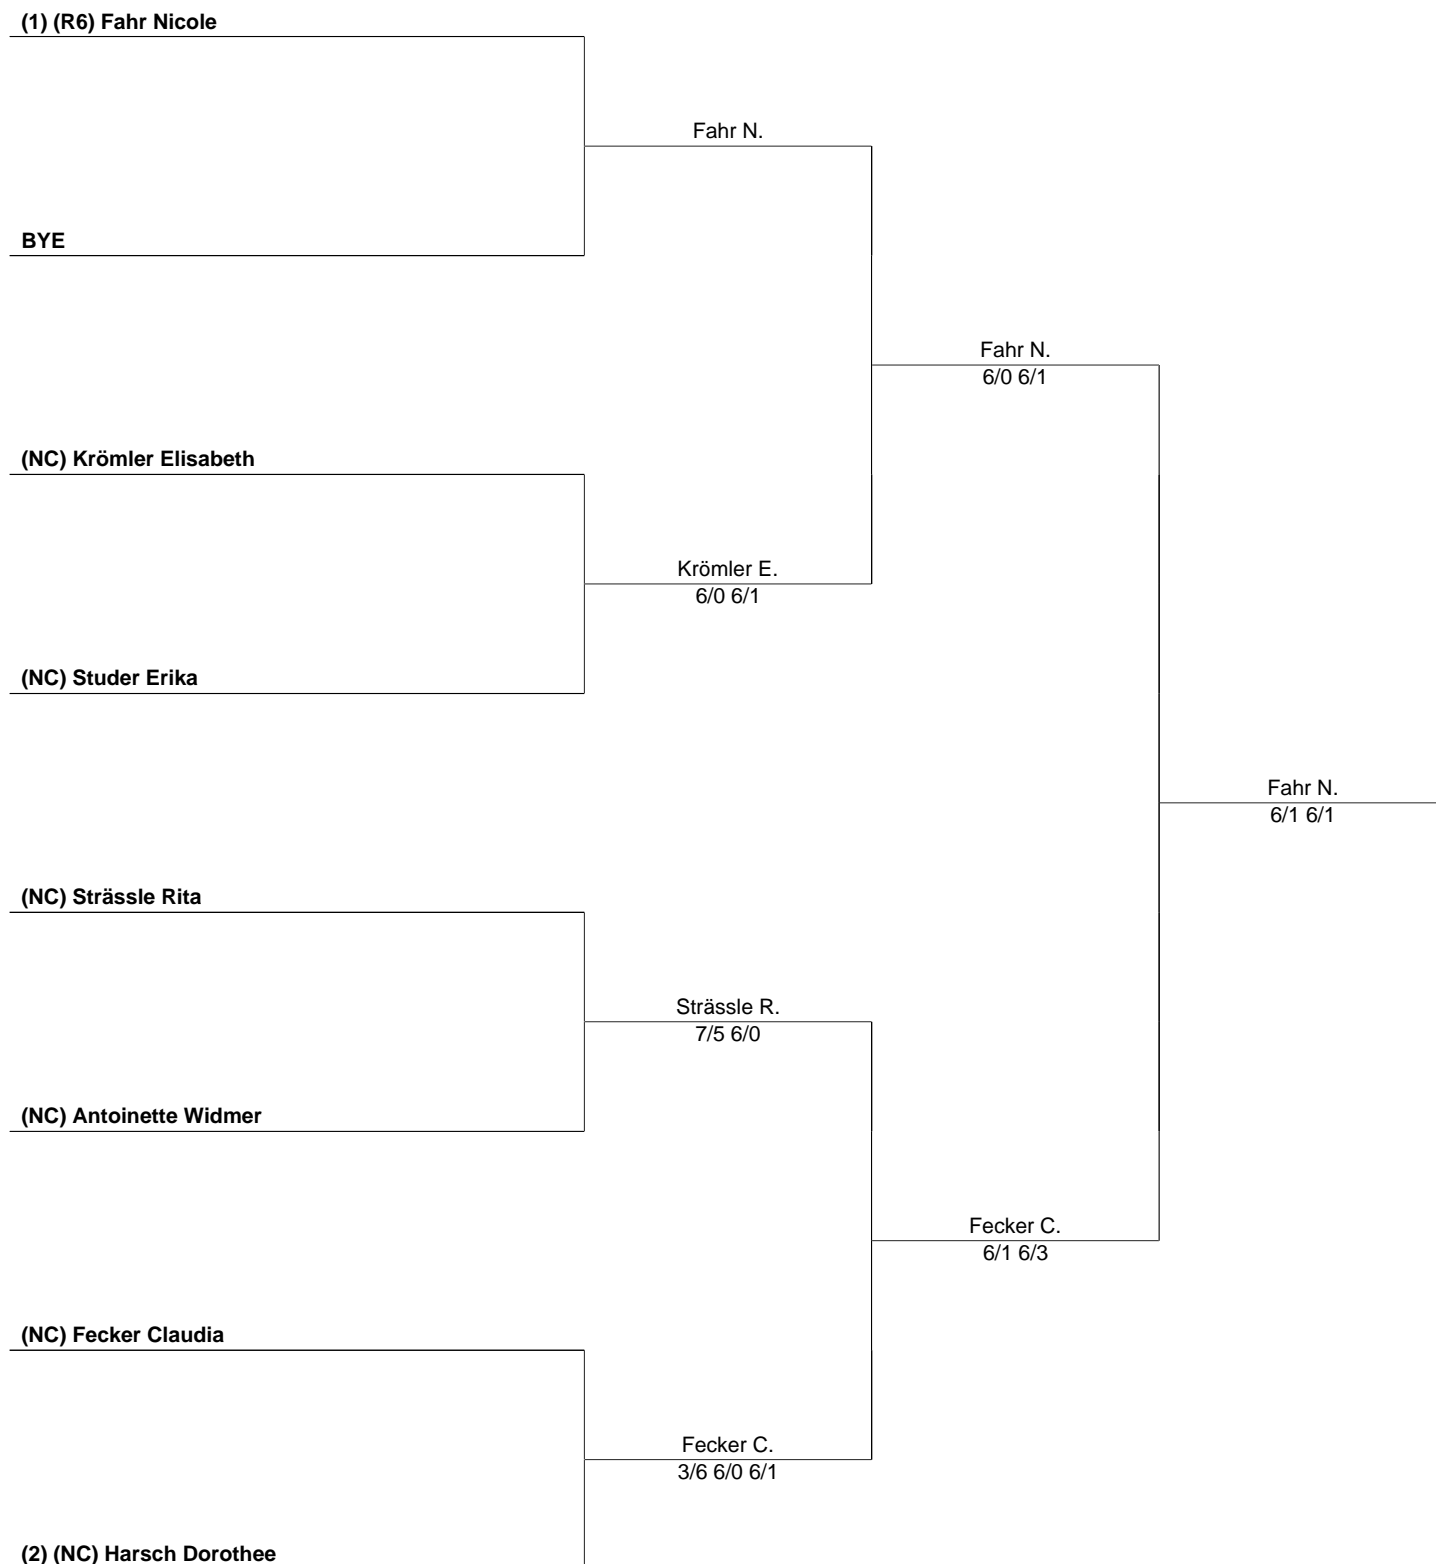 (1) (R6) Fahr Nicole
Fahr N.
BYE
Fahr N.
6/0 6/1
(NC) Krömler Elisabeth
Krömler E.
6/0 6/1
(NC) Studer Erika
Fahr N.
6/1 6/1
(NC) Strässle Rita
Strässle R.
7/5 6/0
(NC) Antoinette Widmer
Fecker C.
6/1 6/3
(NC) Fecker Claudia
Fecker C.
3/6 6/0 6/1
(2) (NC) Harsch Dorothee